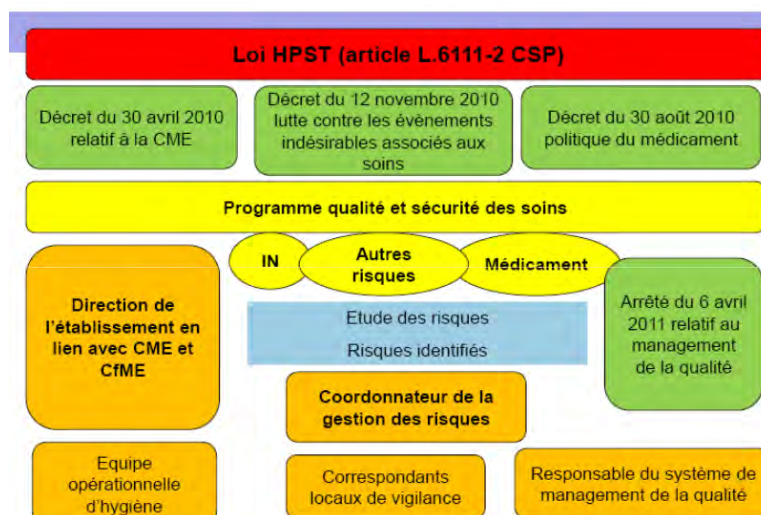 Loi HPST (article L.6111-2 CSP)
Décret du 30 avril 2010
relatif à la CME
Décret du 12 novembre 2010
lutte contre les évènements
indésirables associés aux
soins
Décret du 30 août 2010
politique du médicament
Programme qualité et sécurité des soins
IN
Autres
risques
Médicament
Direction de
l'établissement en
lien avec CME et
CfME
Etude des risques
Risques identifiés
Arrêté du 6 avril
2011 relatif au
management
de la qualité
Coordonnateur de la
gestion des risques
Equipe
opérationnelle
d'hygiène
Correspondants
locaux de vigilance
Responsable du système de
management de la qualité